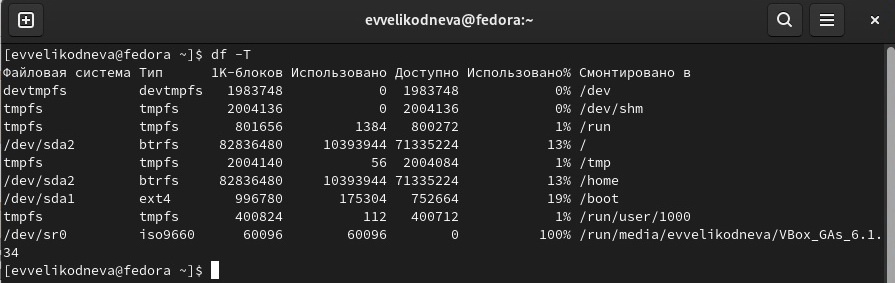 evvelikodneva@fedora:~
[evvelikodneva@fedora ~]$ df -T
Файловая система Тип      1K-блоков Использовано Доступно Использовано% Смонтировано в
devtmpfs         devtmpfs   1983748            0  1983748            0% /dev
tmpfs            tmpfs      2004136            0  2004136            0% /dev/shm
tmpfs            tmpfs       801656         1384   800272            1% /run
/dev/sda2        btrfs     82836480     10393944 71335224           13% /
tmpfs            tmpfs      2004140           56  2004084            1% /tmp
/dev/sda2        btrfs     82836480     10393944 71335224           13% /home
/dev/sda1        ext4        996780       175304   752664           19% /boot
tmpfs            tmpfs       400824          112   400712            1% /run/user/1000
/dev/sr0         iso9660      60096        60096        0          100% /run/media/evvelikodneva/VBox_GAs_6.1.
34
[evvelikodneva@fedora ~]$